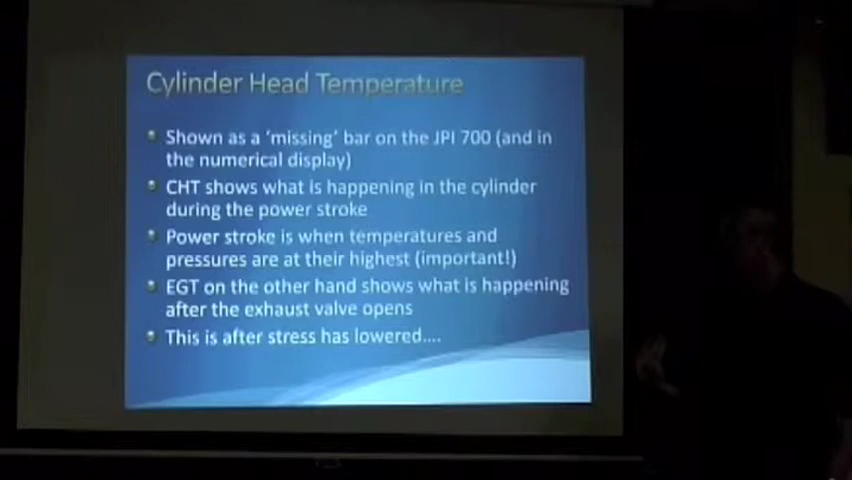 Cylinder Head Temperature
Shown as a 'missing' bar on the JPI 700 (and in
the numerical display)
CHT shows what is happening in the cylinder
during the power stroke
Power stroke is when temperatures and
pressures are at their highest (important!)
EGT on the other hand shows what is happening
after the exhaust valve opens
This is after stress has lowered....